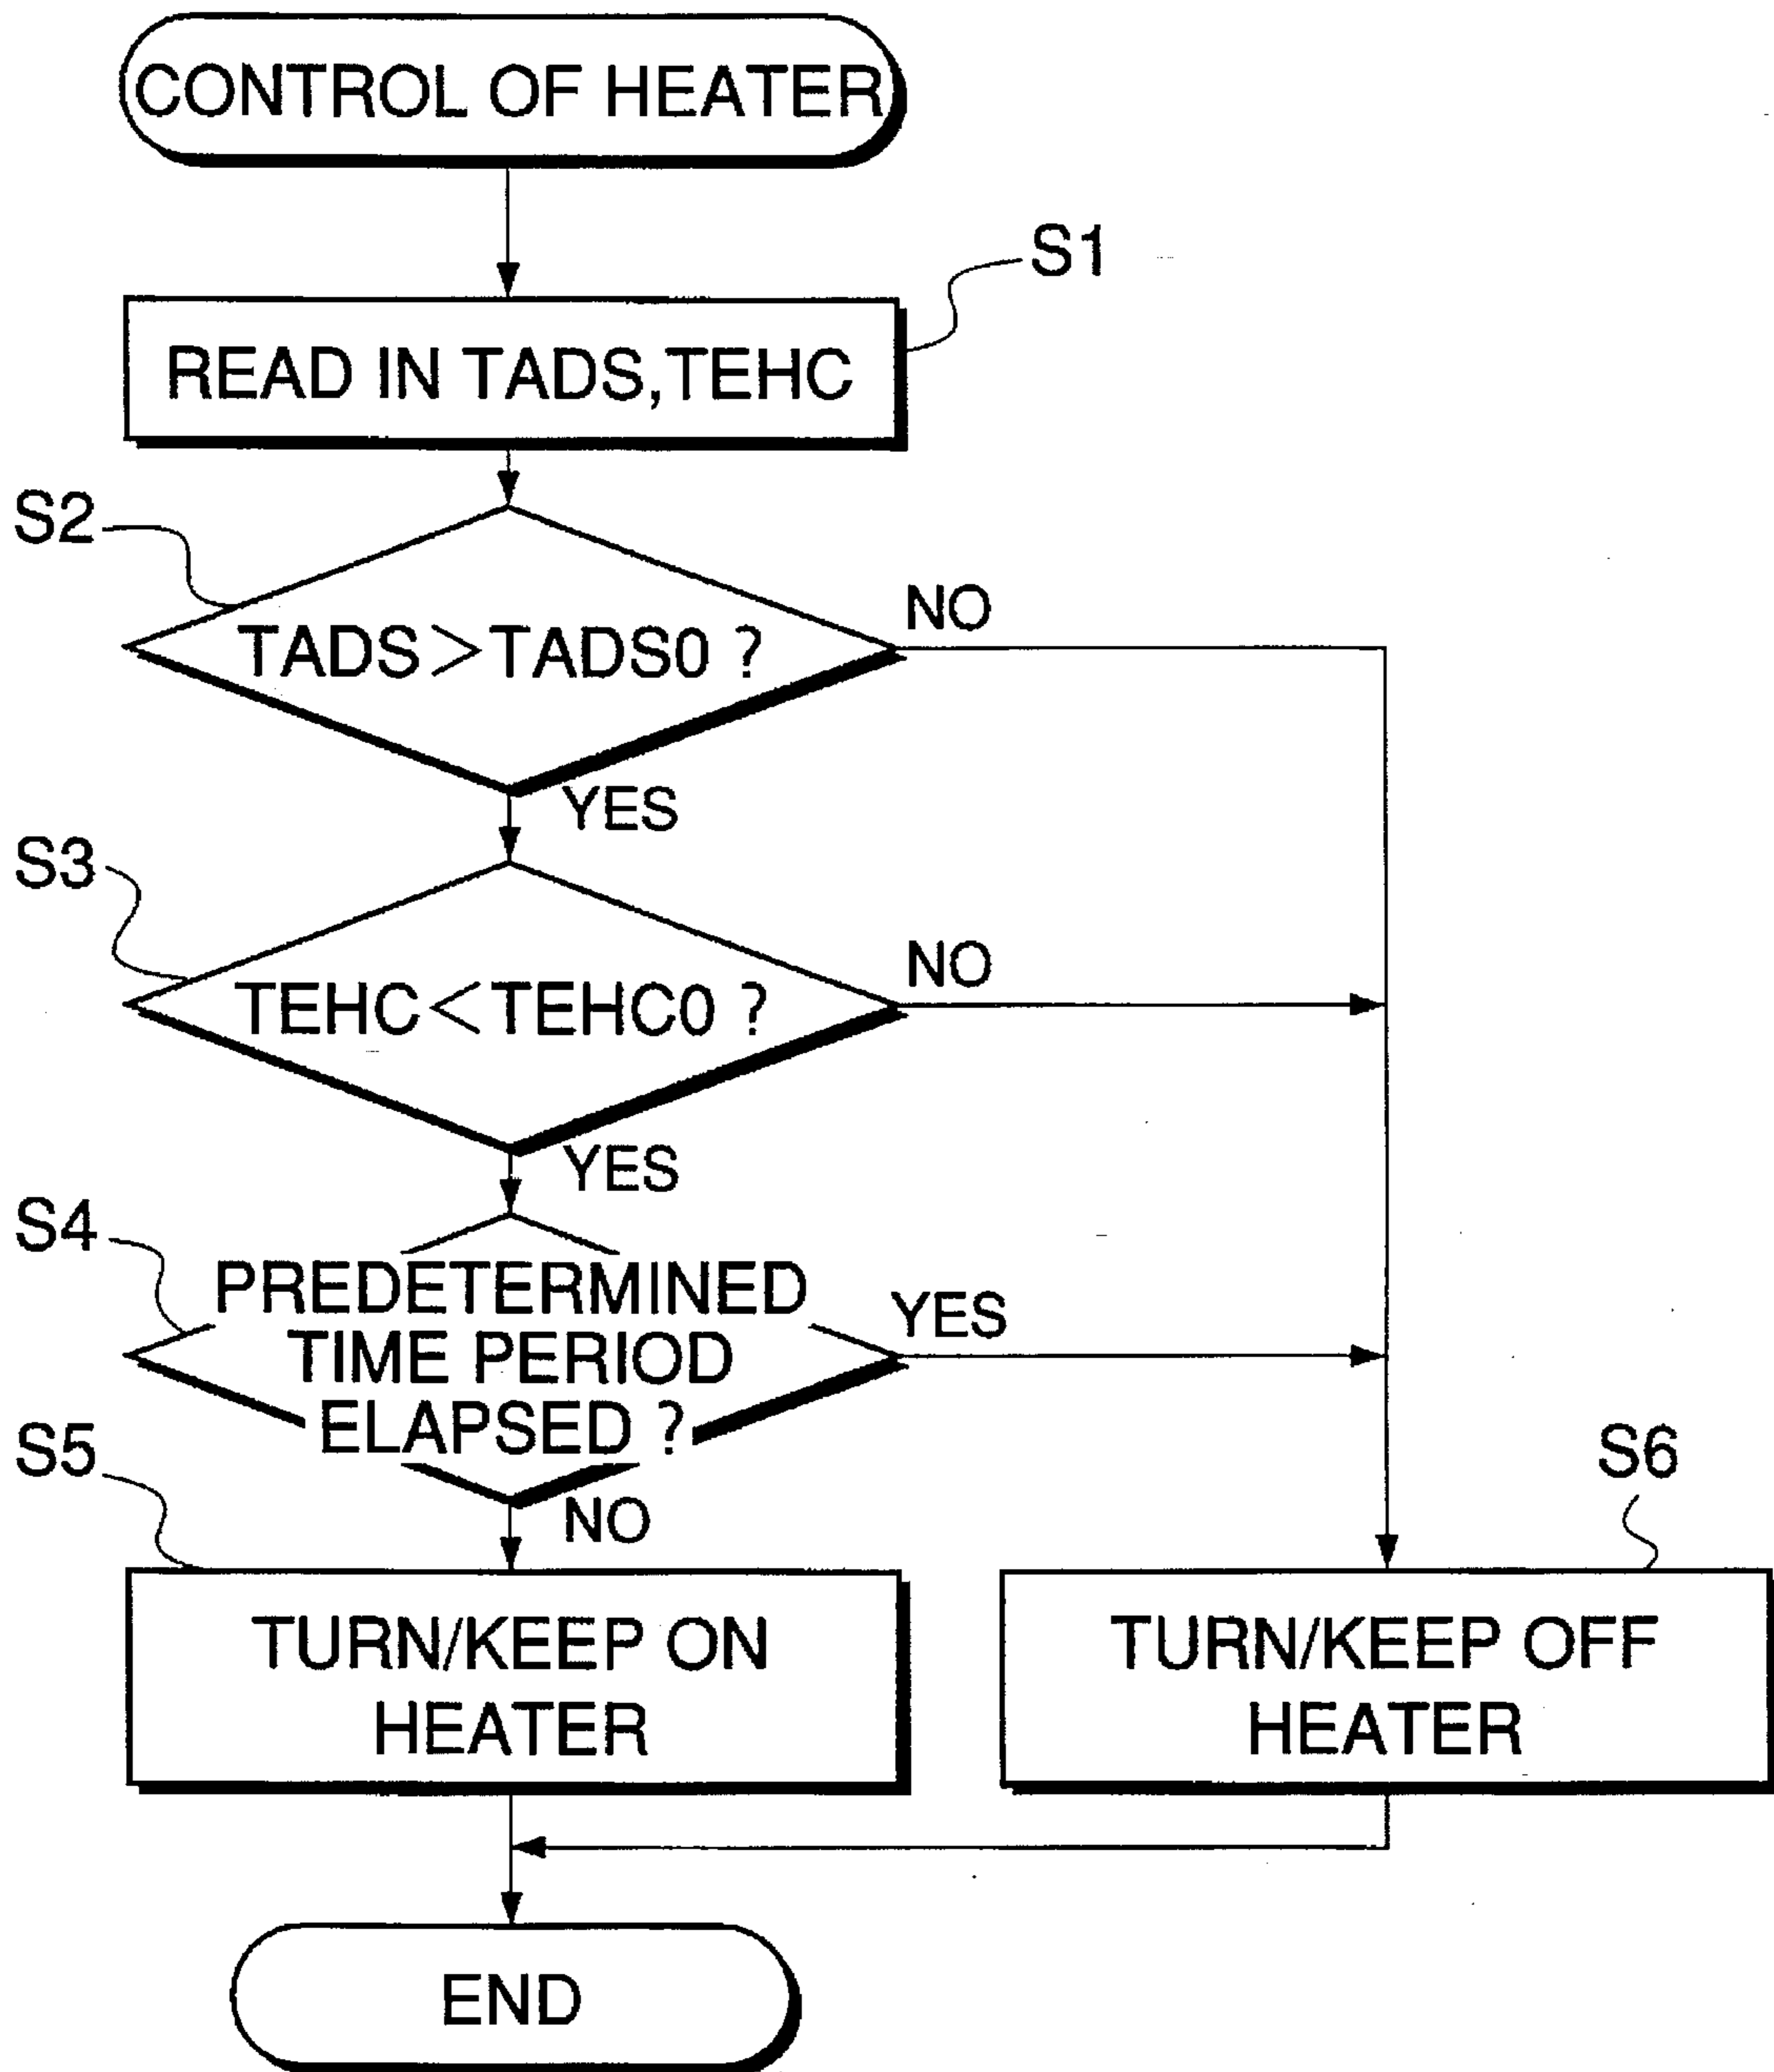 CONTROL OF HEATER
S1
READ IN TADS,TEHC
S2
TADS>TADS0 ?
NO
YES
S3
TEHC<TEHC0 ?
NO
YES
S4
PREDETERMINED
TIME PERIOD
ELAPSED ?
YES
NO
S5
TURN/KEEP ON
HEATER
S6
TURN/KEEP OFF
HEATER
END